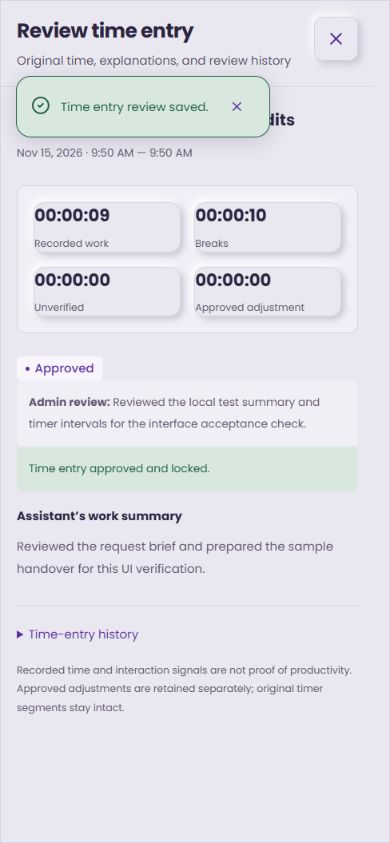 Review time entry
Original time, explanations, and review history
Time entry review saved.
dits
Nov 15, 2026 · 9:50 AM — 9:50 AM
00:00:09
Recorded work
00:00:10
Breaks
00:00:00
Unverified
00:00:00
Approved adjustment
• Approved
Admin review: Reviewed the local test summary and
timer intervals for the interface acceptance check.
Time entry approved and locked.
Assistant’s work summary
Reviewed the request brief and prepared the sample
handover for this UI verification.
Time-entry history
Recorded time and interaction signals are not proof of productivity.
Approved adjustments are retained separately; original timer
segments stay intact.